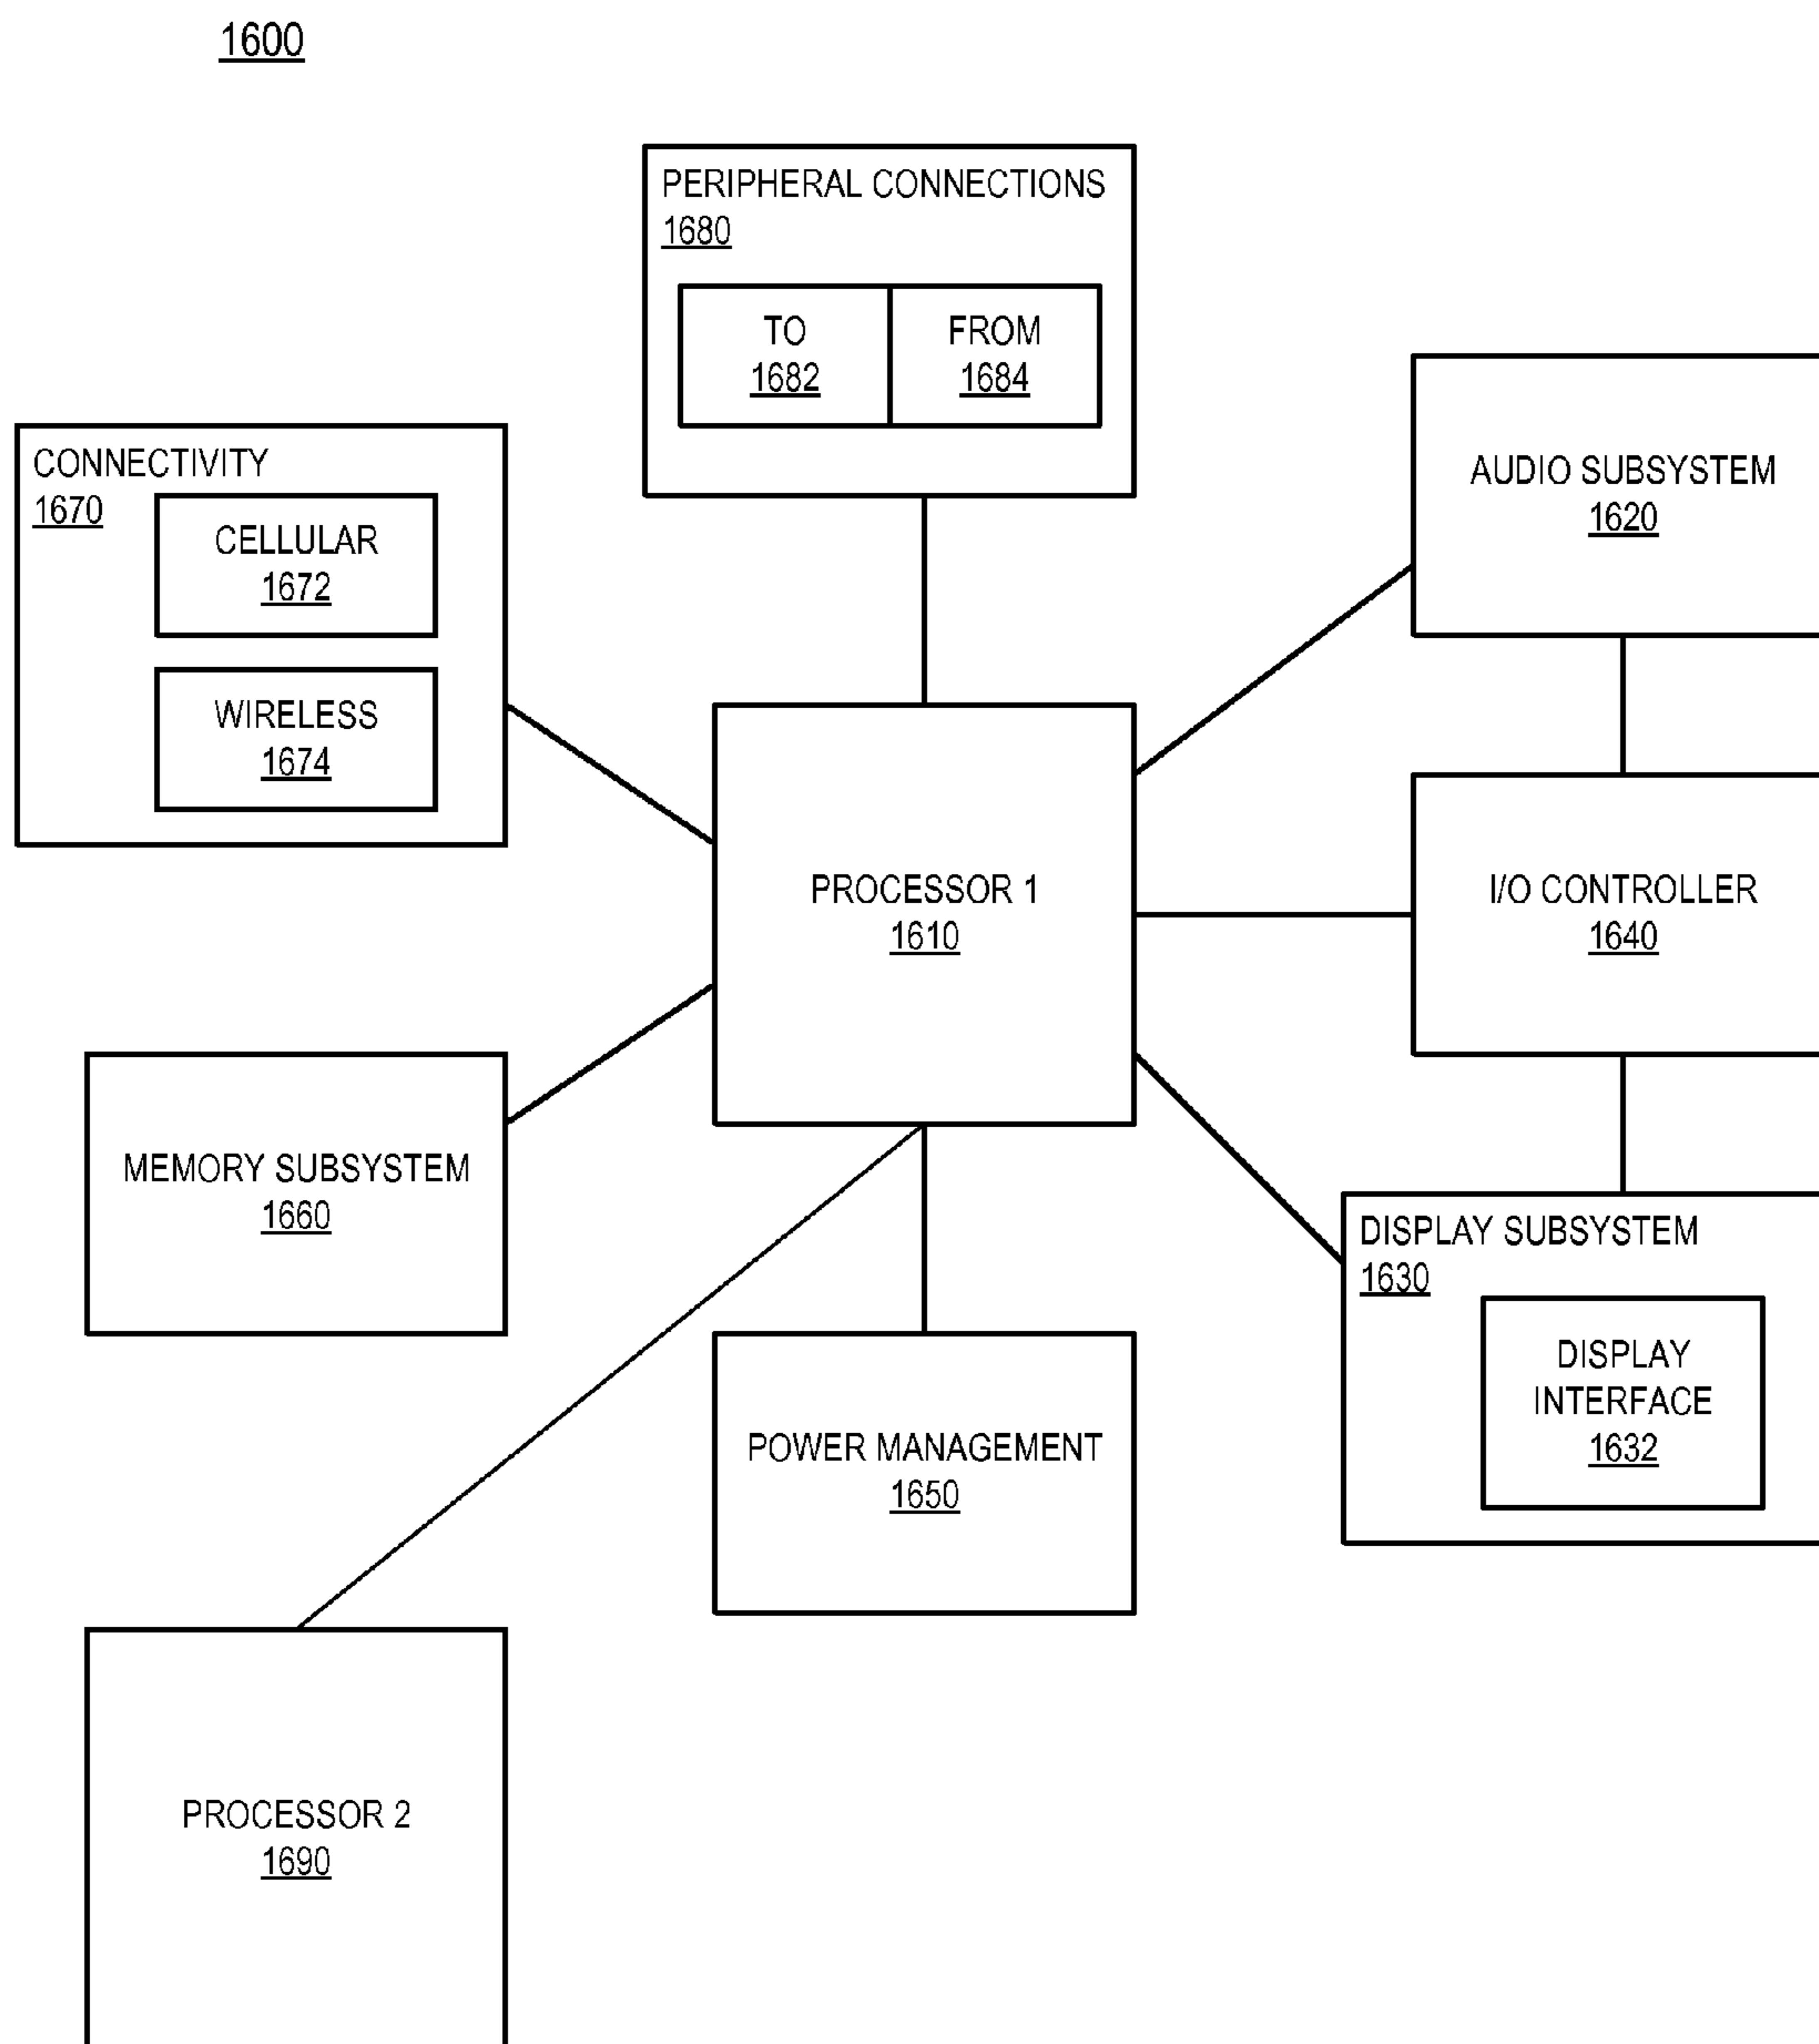 1600
PERIPHERAL CONNECTIONS
1680
TO
1682
FROM
1684
CONNECTIVITY
1670
CELLULAR
1672
WIRELESS
1674
AUDIO SUBSYSTEM
1620
PROCESSOR 1
1610
I/O CONTROLLER
1640
MEMORY SUBSYSTEM
1660
DISPLAY SUBSYSTEM
1630
DISPLAY
INTERFACE
1632
POWER MANAGEMENT
1650
PROCESSOR 2
1690